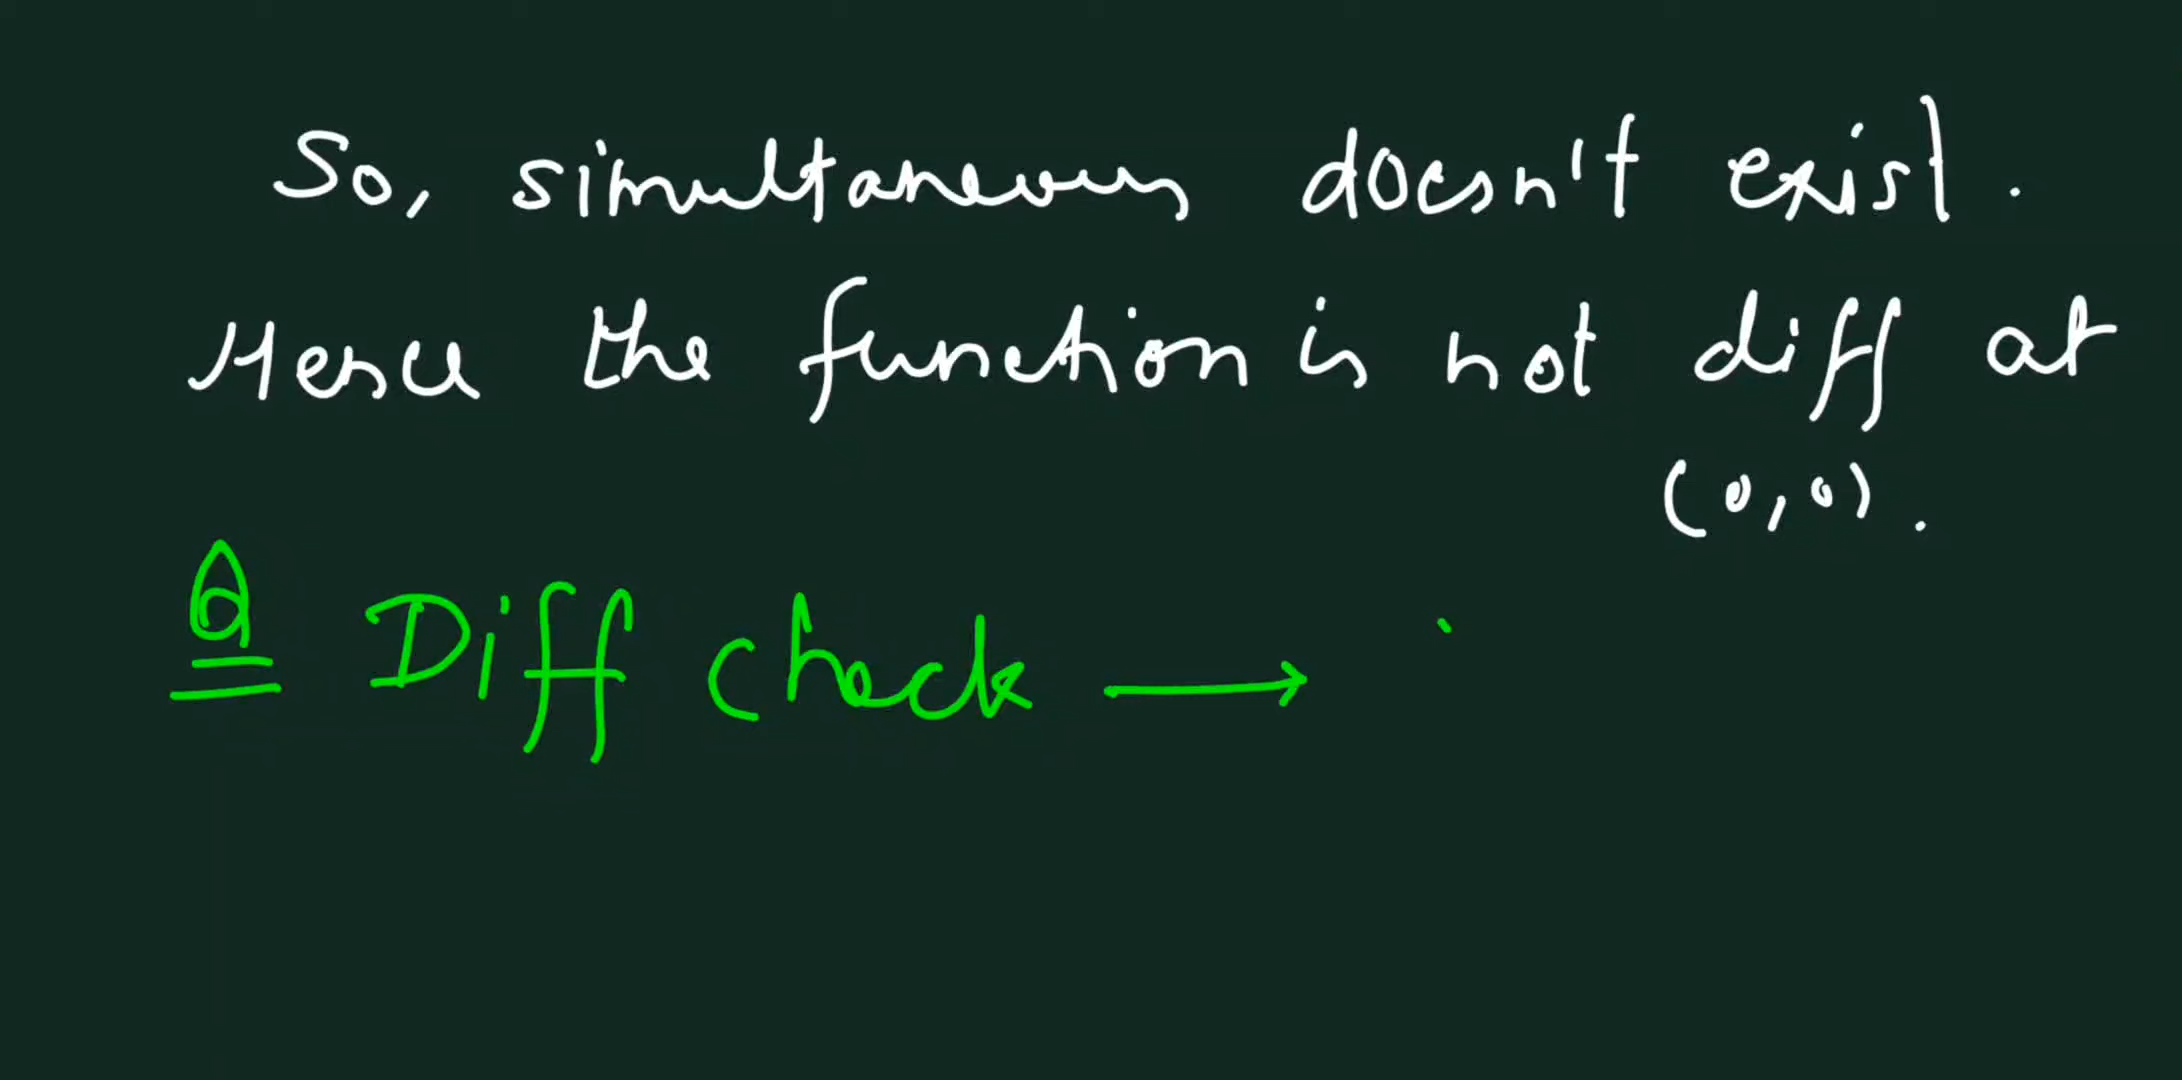 So, simultaneous doesn't exist.
Hence the function is not diff at
(0,0).
Q Diff check →